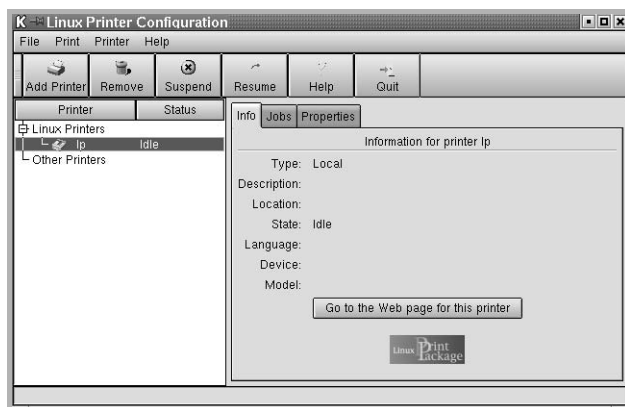 Linux Printer Configuration
File Print Printer Help
Add Printer Remove Suspend Resume Help Quit
Printer Status
Linux Printers
lp Idle
Other Printers
Info Jobs Properties
Information for printer lp
Type: Local
Description:
Location:
State: Idle
Language:
Device:
Model:
Go to the Web page for this printer
Linux Print Package